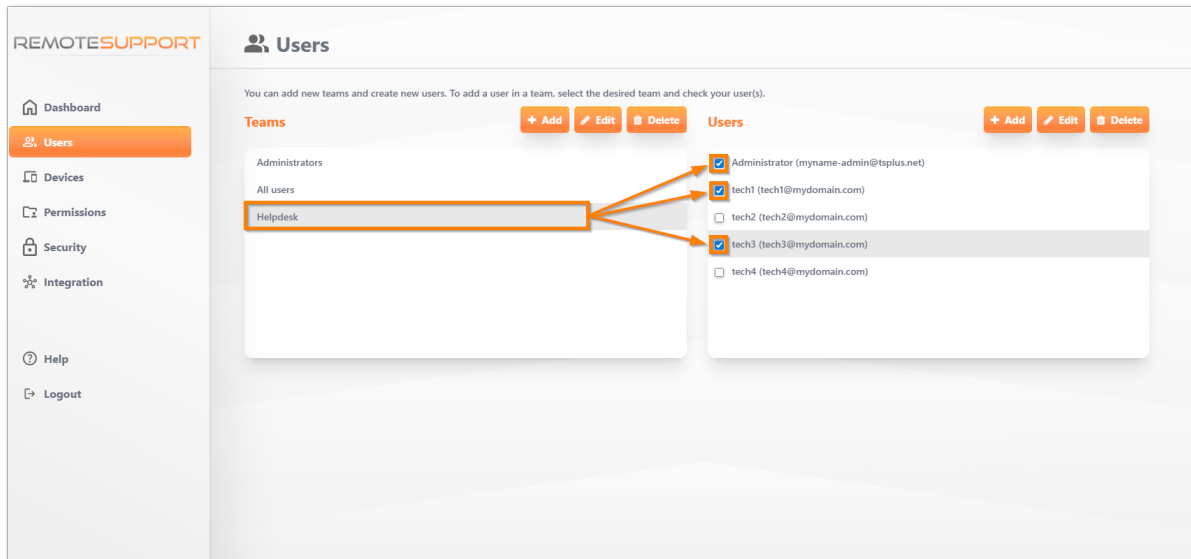 REMOTESUPPORT
Users
Dashboard
Users
Devices
Permissions
Security
Integration
Help
Logout
You can add new teams and create new users. To add a user in a team, select the desired team and check your user(s).
Teams
+ Add
Edit
Delete
Administrators
All users
Helpdesk
Users
+ Add
Edit
Delete
Administrator (myname-admin@tsplus.net)
tech1 (tech1@mydomain.com)
tech2 (tech2@mydomain.com)
tech3 (tech3@mydomain.com)
tech4 (tech4@mydomain.com)